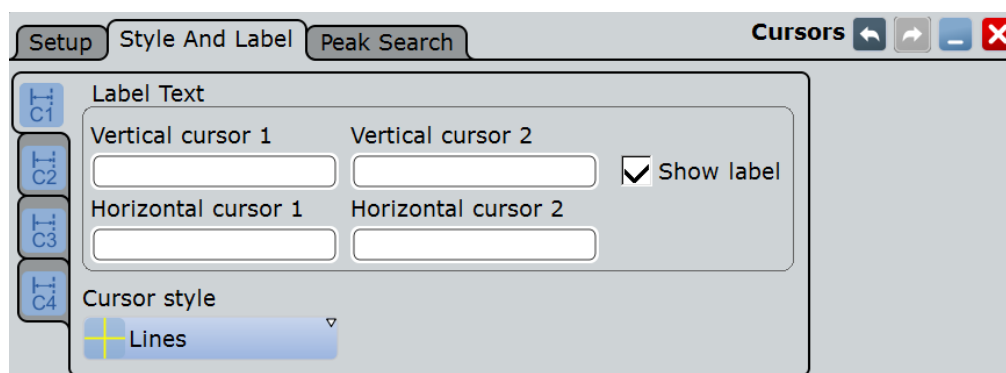 Setup Style And Label Peak Search Cursors
C1
C2
C3
C4
Label Text
Vertical cursor 1 Vertical cursor 2
Show label
Horizontal cursor 1 Horizontal cursor 2
Cursor style
Lines